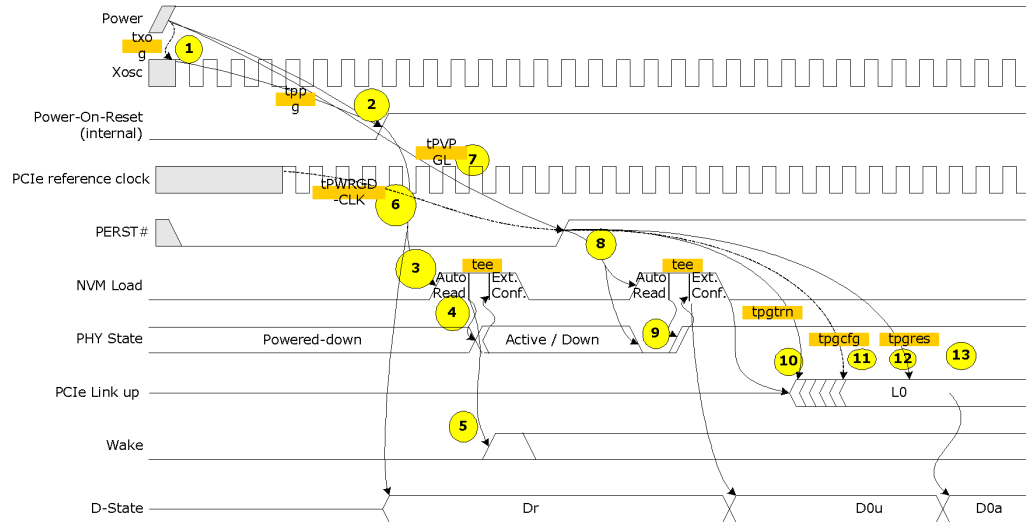 Power
txo
g
1
Xosc
tpp
g
2
Power-On-Reset
(internal)
tPVP
GL
7
PCIe reference clock
tPWRGD
-CLK
6
PERST#
8
3
tee
tee
NVM Load
Auto
Read
Ext.
Conf.
Auto
Read
Ext.
Conf.
4
tpgtrn
9
PHY State
Powered-down
Active / Down
tpgcfg
tpgres
10
11
12
13
PCIe Link up
L0
5
Wake
D-State
Dr
D0u
D0a